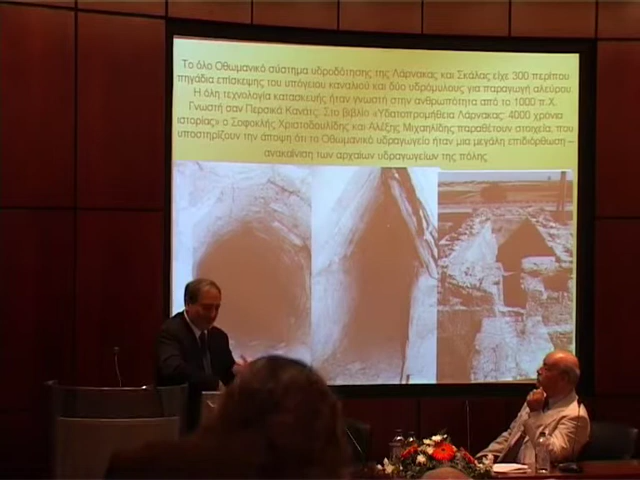 Το όλο Οθωμανικό σύστημα υδροδότησης της Λάρνακας και Σκάλας είχε 300 περίπου
πηγάδια επίσκεψης του υπόγειου καναλιού και δύο υδρόμυλους για παραγωγή αλεύρου.
Η όλη τεχνολογία κατασκευής ήταν γνωστή στην ανθρωπότητα από το 1000 π.Χ.
Γνωστή σαν Περσικά Κανάτς. Στο βιβλίο «Υδατοπρομήθεια Λάρνακας: 4000 χρόνια
ιστορίας» ο Σοφοκλής Χριστοδουλίδης και Αλέξης Μιχαηλίδης παραθέτουν στοιχεία, που
υποστηρίζουν την άποψη ότι το Οθωμανικό υδραγωγείο ήταν μια μεγάλη επιδιόρθωση –
ανακαίνιση των αρχαίων υδραγωγείων της πόλης